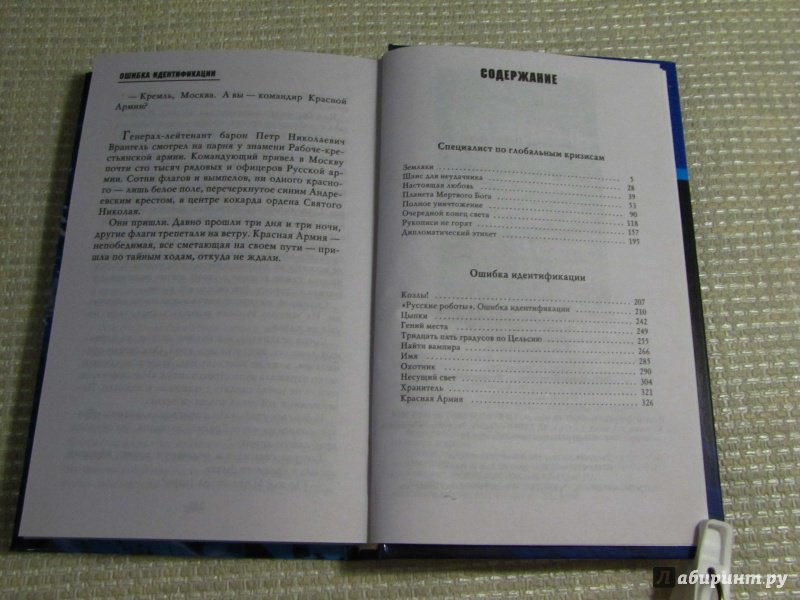 ОШИБКА ИДЕНТИФИКАЦИИ
— Кремль, Москва. А вы — командир Красной
Армии?
Генерал-лейтенант барон Петр Николаевич
Врангель смотрел на парня у знамени Рабоче-кре-
стьянской армии. Командующий привел в Москву
почти сто тысяч рядовых и офицеров Русской ар-
мии. Сотни флагов и вымпелов, ни одного красно-
го — лишь белое поле, перечеркнутое синим Андре-
евским крестом, в центре кокарда ордена Святого
Николая.
Они пришли. Давно прошли три дня и три ночи,
другие флаги трепетали на ветру. Красная Армия —
непобедимая, все сметающая на своем пути — при-
шла по тайным ходам, откуда не ждали.
СОДЕРЖАНИЕ
Специалист по глобальным кризисам
Земляки
Шанс для неудачника 5
Настоящая любовь 28
Планета Мертвого Бога 39
Полное уничтожение 53
Очередной конец света 90
Рукописи не горят 118
Дипломатический этикет 157
195
Ошибка идентификации
Козлы! 207
«Русские роботы». Ошибка идентификации 210
Цыпки 242
Гений места 249
Тридцать пять градусов по Цельсию 255
Найти вампира 266
Имя 285
Охотник 290
Несущий свет 304
Хранитель 321
Красная Армия 326
Лабиринт.ру